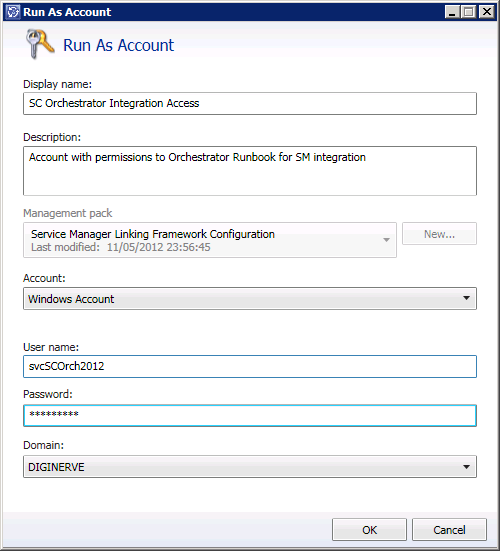 Run As Account
Run As Account
Display name:
SC Orchestrator Integration Access
Description:
Account with permissions to Orchestrator Runbook for SM integration
Management pack
Service Manager Linking Framework Configuration
Last modified: 11/05/2012 23:56:45
New...
Account:
Windows Account
User name:
svcSCOrch2012
Password:
*********
Domain:
DIGINERVE
OK Cancel